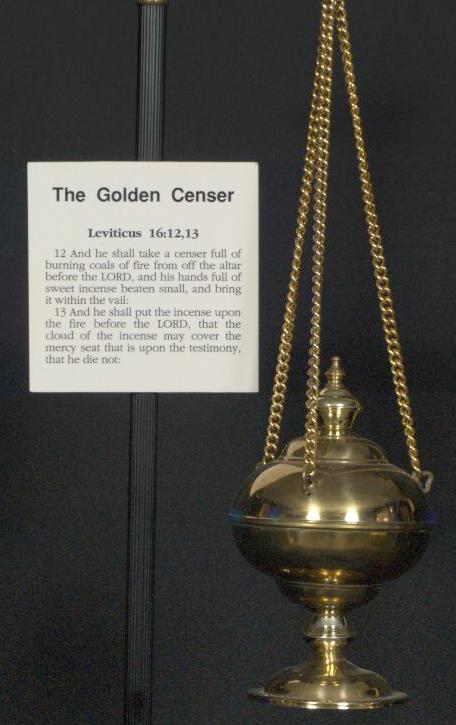 The Golden Censer
Leviticus 16:12,13
12 And he shall take a censer full of
burning coals of fire from off the altar
before the LORD, and his hands full of
sweet incense beaten small, and bring
it within the vail:
13 And he shall put the incense upon
the fire before the LORD, that the
cloud of the incense may cover the
mercy seat that is upon the testimony,
that he die not: